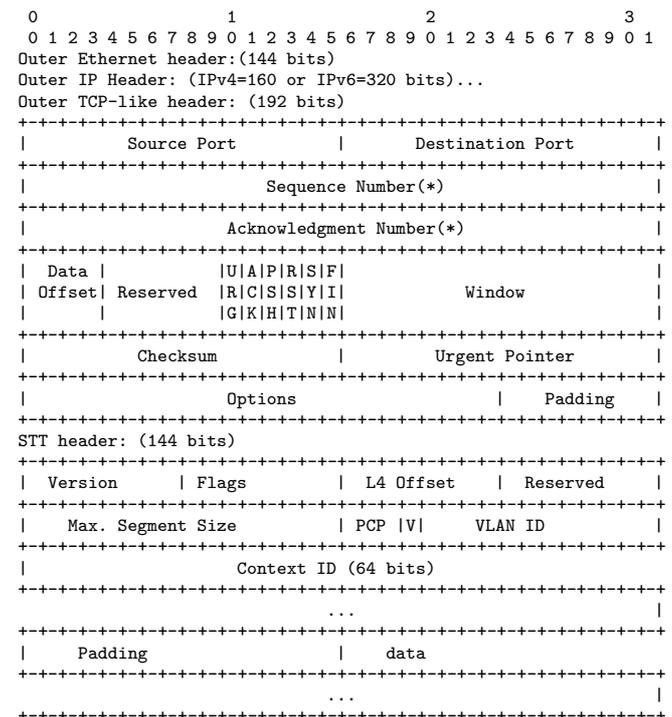 0                   1                   2                   3
0 1 2 3 4 5 6 7 8 9 0 1 2 3 4 5 6 7 8 9 0 1 2 3 4 5 6 7 8 9 0 1
Outer Ethernet header:(144 bits)
Outer IP Header: (IPv4=160 or IPv6=320 bits)...
Outer TCP-like header: (192 bits)
+-+-+-+-+-+-+-+-+-+-+-+-+-+-+-+-+-+-+-+-+-+-+-+-+-+-+-+-+-+-+-+-+
|          Source Port          |       Destination Port        |
+-+-+-+-+-+-+-+-+-+-+-+-+-+-+-+-+-+-+-+-+-+-+-+-+-+-+-+-+-+-+-+-+
|                        Sequence Number(*)                     |
+-+-+-+-+-+-+-+-+-+-+-+-+-+-+-+-+-+-+-+-+-+-+-+-+-+-+-+-+-+-+-+-+
|                    Acknowledgment Number(*)                   |
+-+-+-+-+-+-+-+-+-+-+-+-+-+-+-+-+-+-+-+-+-+-+-+-+-+-+-+-+-+-+-+-+
|  Data |           |U|A|P|R|S|F|                               |
| Offset| Reserved  |R|C|S|S|Y|I|            Window             |
|       |           |G|K|H|T|N|N|                               |
+-+-+-+-+-+-+-+-+-+-+-+-+-+-+-+-+-+-+-+-+-+-+-+-+-+-+-+-+-+-+-+-+
|           Checksum            |         Urgent Pointer        |
+-+-+-+-+-+-+-+-+-+-+-+-+-+-+-+-+-+-+-+-+-+-+-+-+-+-+-+-+-+-+-+-+
|                    Options                    |    Padding    |
+-+-+-+-+-+-+-+-+-+-+-+-+-+-+-+-+-+-+-+-+-+-+-+-+-+-+-+-+-+-+-+-+
STT header: (144 bits)
+-+-+-+-+-+-+-+-+-+-+-+-+-+-+-+-+-+-+-+-+-+-+-+-+-+-+-+-+-+-+-+-+
|  Version      | Flags         |  L4 Offset    |  Reserved     |
+-+-+-+-+-+-+-+-+-+-+-+-+-+-+-+-+-+-+-+-+-+-+-+-+-+-+-+-+-+-+-+-+
|    Max. Segment Size          | PCP |V|     VLAN ID           |
+-+-+-+-+-+-+-+-+-+-+-+-+-+-+-+-+-+-+-+-+-+-+-+-+-+-+-+-+-+-+-+-+
|                     Context ID (64 bits)
+-+-+-+-+-+-+-+-+-+-+-+-+-+-+-+-+-+-+-+-+-+-+-+-+-+-+-+-+-+-+-+-+
...                                |
+-+-+-+-+-+-+-+-+-+-+-+-+-+-+-+-+-+-+-+-+-+-+-+-+-+-+-+-+-+-+-+-+
|     Padding                   |    data
+-+-+-+-+-+-+-+-+-+-+-+-+-+-+-+-+-+-+-+-+-+-+-+-+-+-+-+-+-+-+-+-+
...                                |
+-+-+-+-+-+-+-+-+-+-+-+-+-+-+-+-+-+-+-+-+-+-+-+-+-+-+-+-+-+-+-+-+